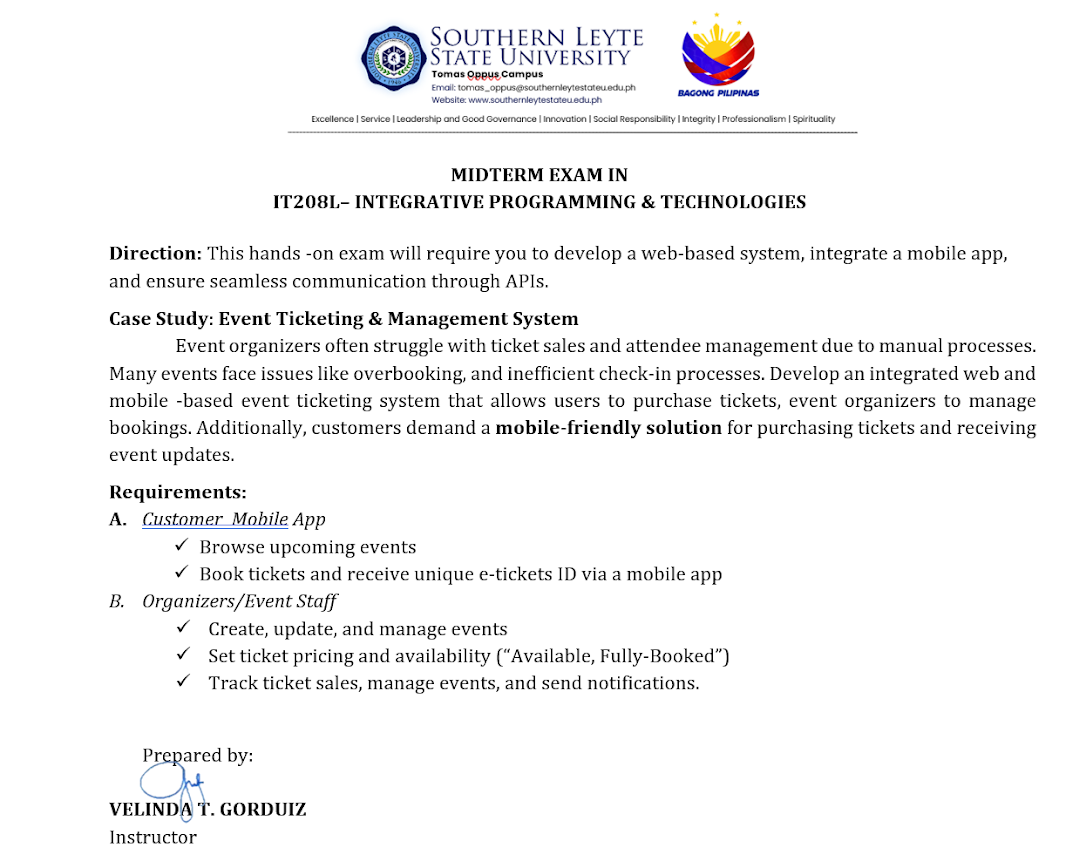 SOUTHERN LEYTE
STATE UNIVERSITY
Tomas Oppus Campus
Email: tomas_oppus@southernleytestateu.edu.ph
Website: www.southernleytestateu.edu.ph
BAGONG PILIPINAS
Excellence | Service | Leadership and Good Governance | Innovation | Social Responsibility | Integrity | Professionalism | Spirituality
MIDTERM EXAM IN
IT208L– INTEGRATIVE PROGRAMMING & TECHNOLOGIES
Direction: This hands -on exam will require you to develop a web-based system, integrate a mobile app,
and ensure seamless communication through APIs.
Case Study: Event Ticketing & Management System
Event organizers often struggle with ticket sales and attendee management due to manual processes.
Many events face issues like overbooking, and inefficient check-in processes. Develop an integrated web and
mobile -based event ticketing system that allows users to purchase tickets, event organizers to manage
bookings. Additionally, customers demand a mobile-friendly solution for purchasing tickets and receiving
event updates.
Requirements:
A. Customer Mobile App
✓ Browse upcoming events
✓ Book tickets and receive unique e-tickets ID via a mobile app
B. Organizers/Event Staff
✓ Create, update, and manage events
✓ Set ticket pricing and availability (“Available, Fully-Booked”)
✓ Track ticket sales, manage events, and send notifications.
Prepared by:
VELINDA T. GORDUIZ
Instructor